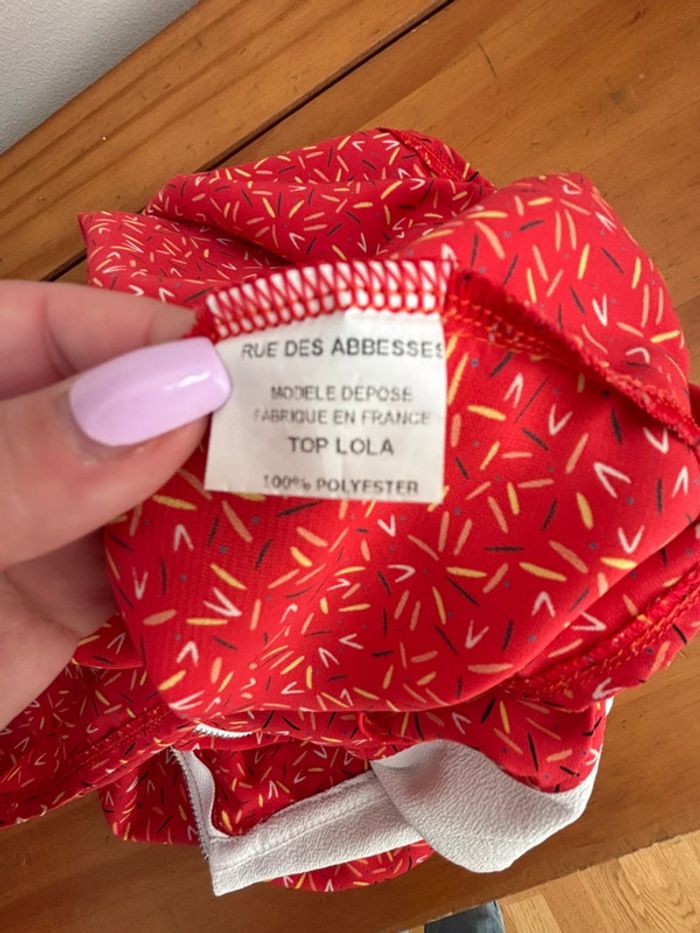 RUE DES ABBESSES
MODELE DEPOSE
FABRIQUE EN FRANCE
TOP LOLA
100% POLYESTER